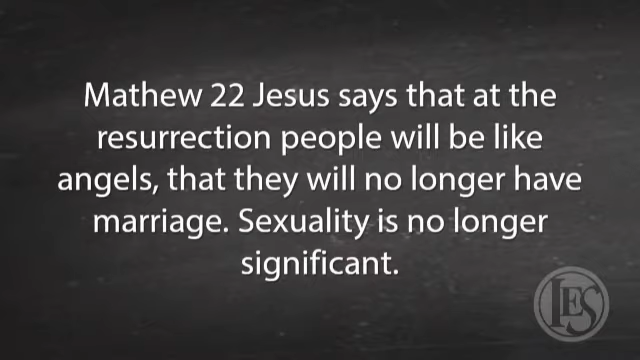 Mathew 22 Jesus says that at the
resurrection people will be like
angels, that they will no longer have
marriage. Sexuality is no longer
significant.
IES